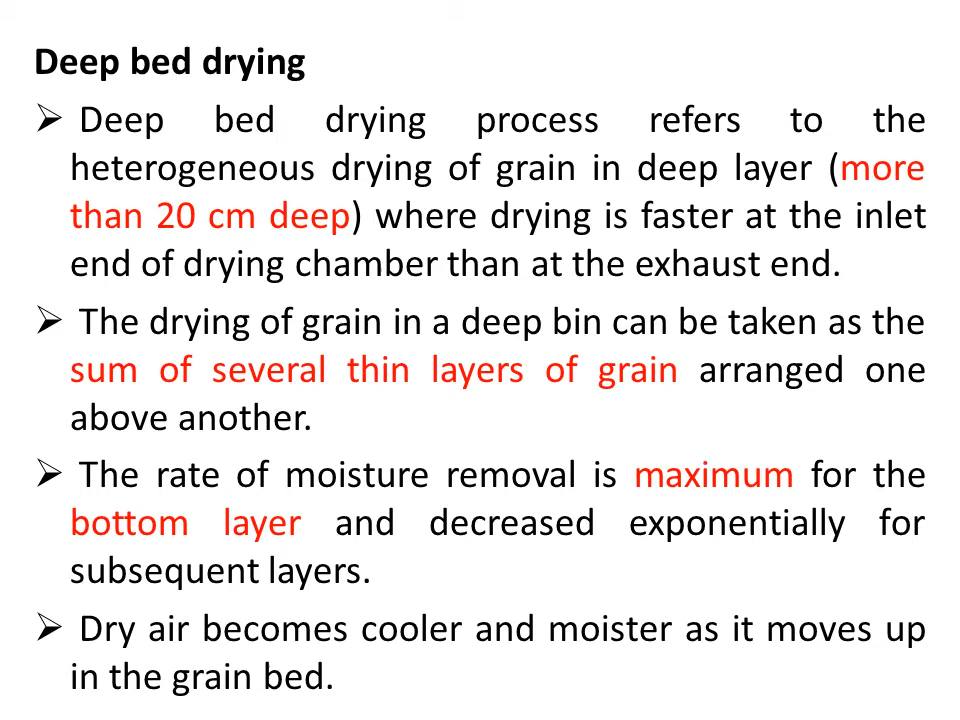 Deep bed drying
➢ Deep bed drying process refers to the
heterogeneous drying of grain in deep layer (more
than 20 cm deep) where drying is faster at the inlet
end of drying chamber than at the exhaust end.
➢ The drying of grain in a deep bin can be taken as the
sum of several thin layers of grain arranged one
above another.
➢ The rate of moisture removal is maximum for the
bottom layer and decreased exponentially for
subsequent layers.
➢ Dry air becomes cooler and moister as it moves up
in the grain bed.